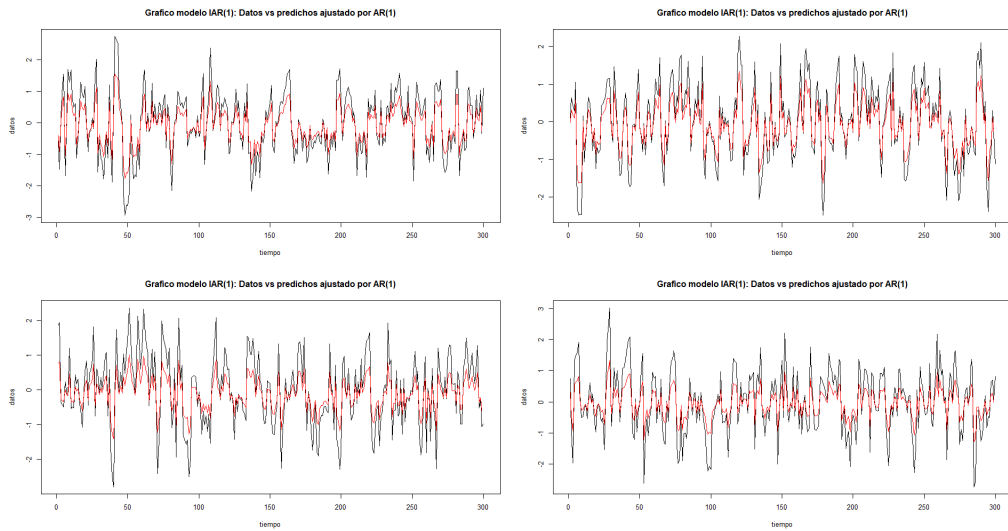 Grafico modelo IAR(1): Datos vs predichos ajustado por AR(1)
datos
2
1
0
-1
-2
-3
0 50 100 150 200 250 300
tiempo
Grafico modelo IAR(1): Datos vs predichos ajustado por AR(1)
datos
2
1
0
-1
-2
0 50 100 150 200 250 300
tiempo
Grafico modelo IAR(1): Datos vs predichos ajustado por AR(1)
datos
2
1
0
-1
-2
0 50 100 150 200 250 300
tiempo
Grafico modelo IAR(1): Datos vs predichos ajustado por AR(1)
datos
3
2
1
0
-1
-2
0 50 100 150 200 250 300
tiempo